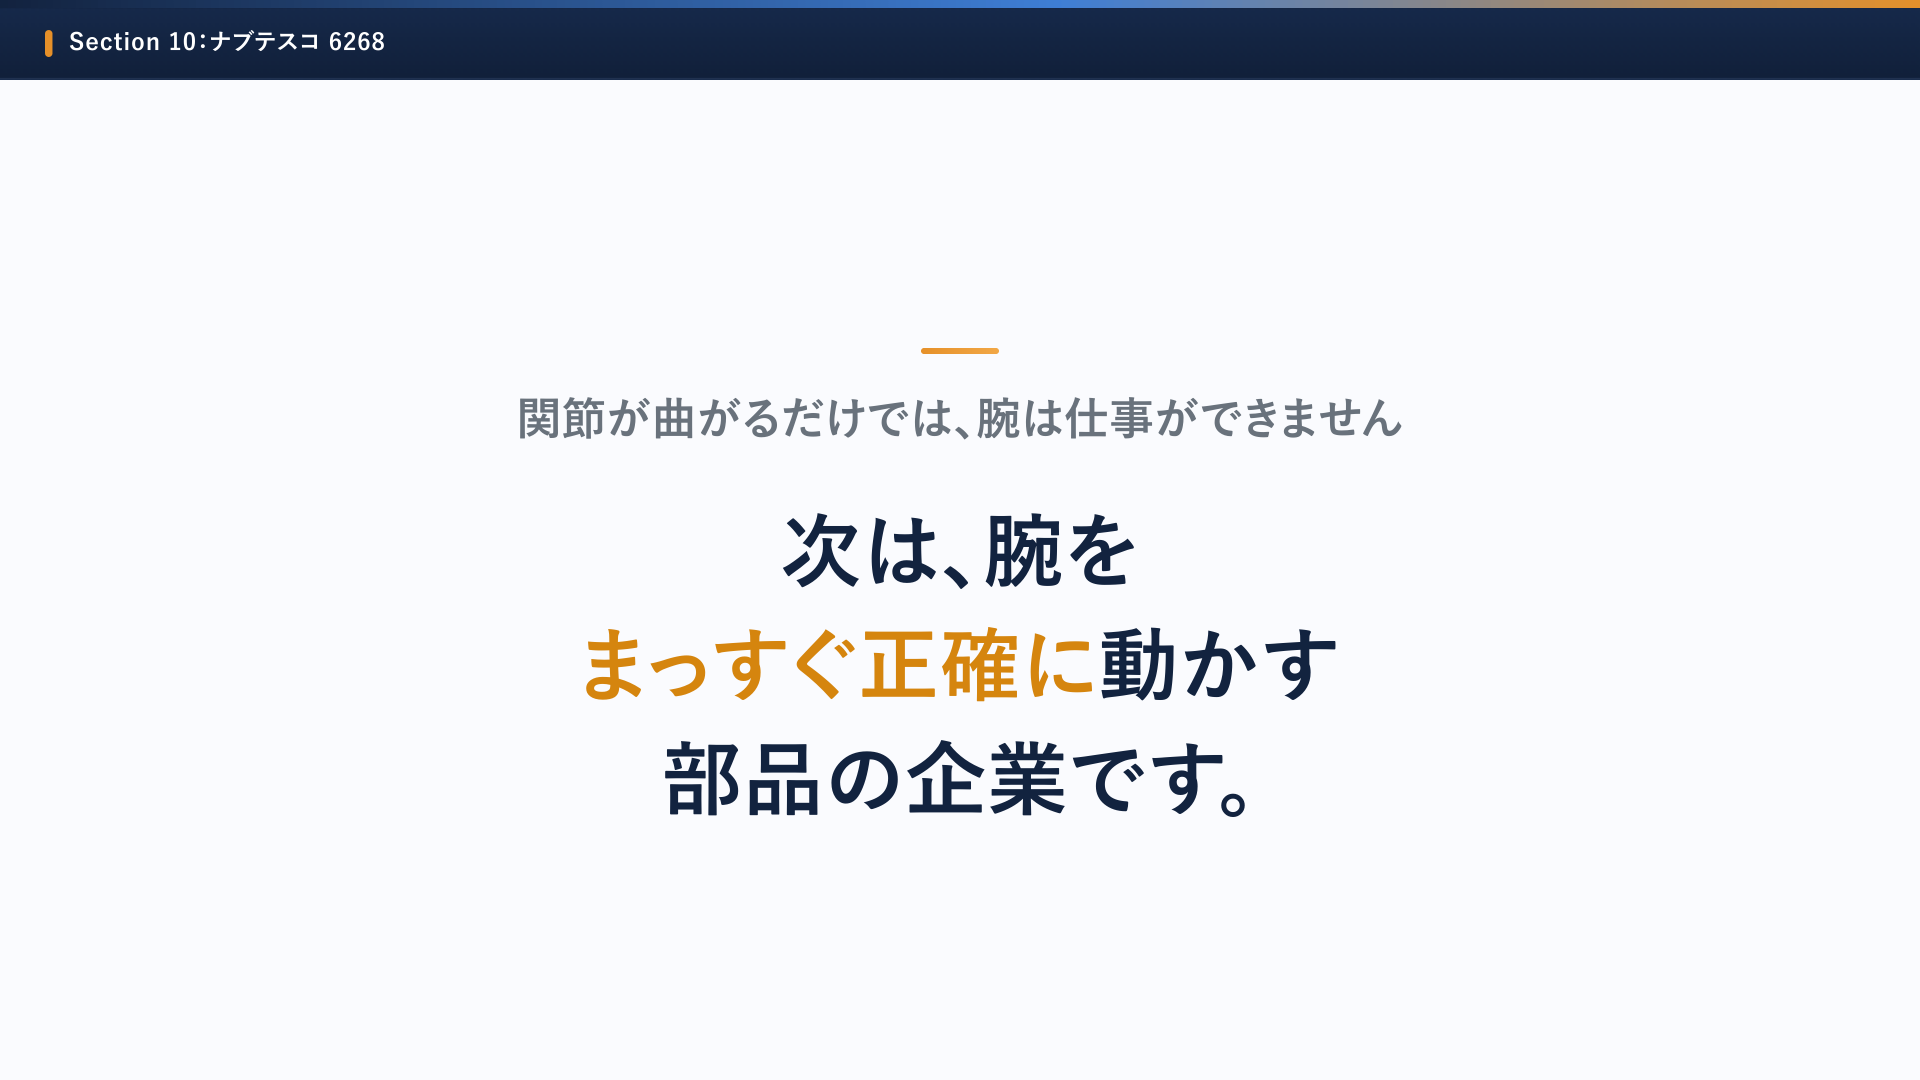 Section 10：ナブテスコ 6268
関節が曲がるだけでは、腕は仕事ができません
次は、腕を
まっすぐ正確に動かす
部品の企業です。